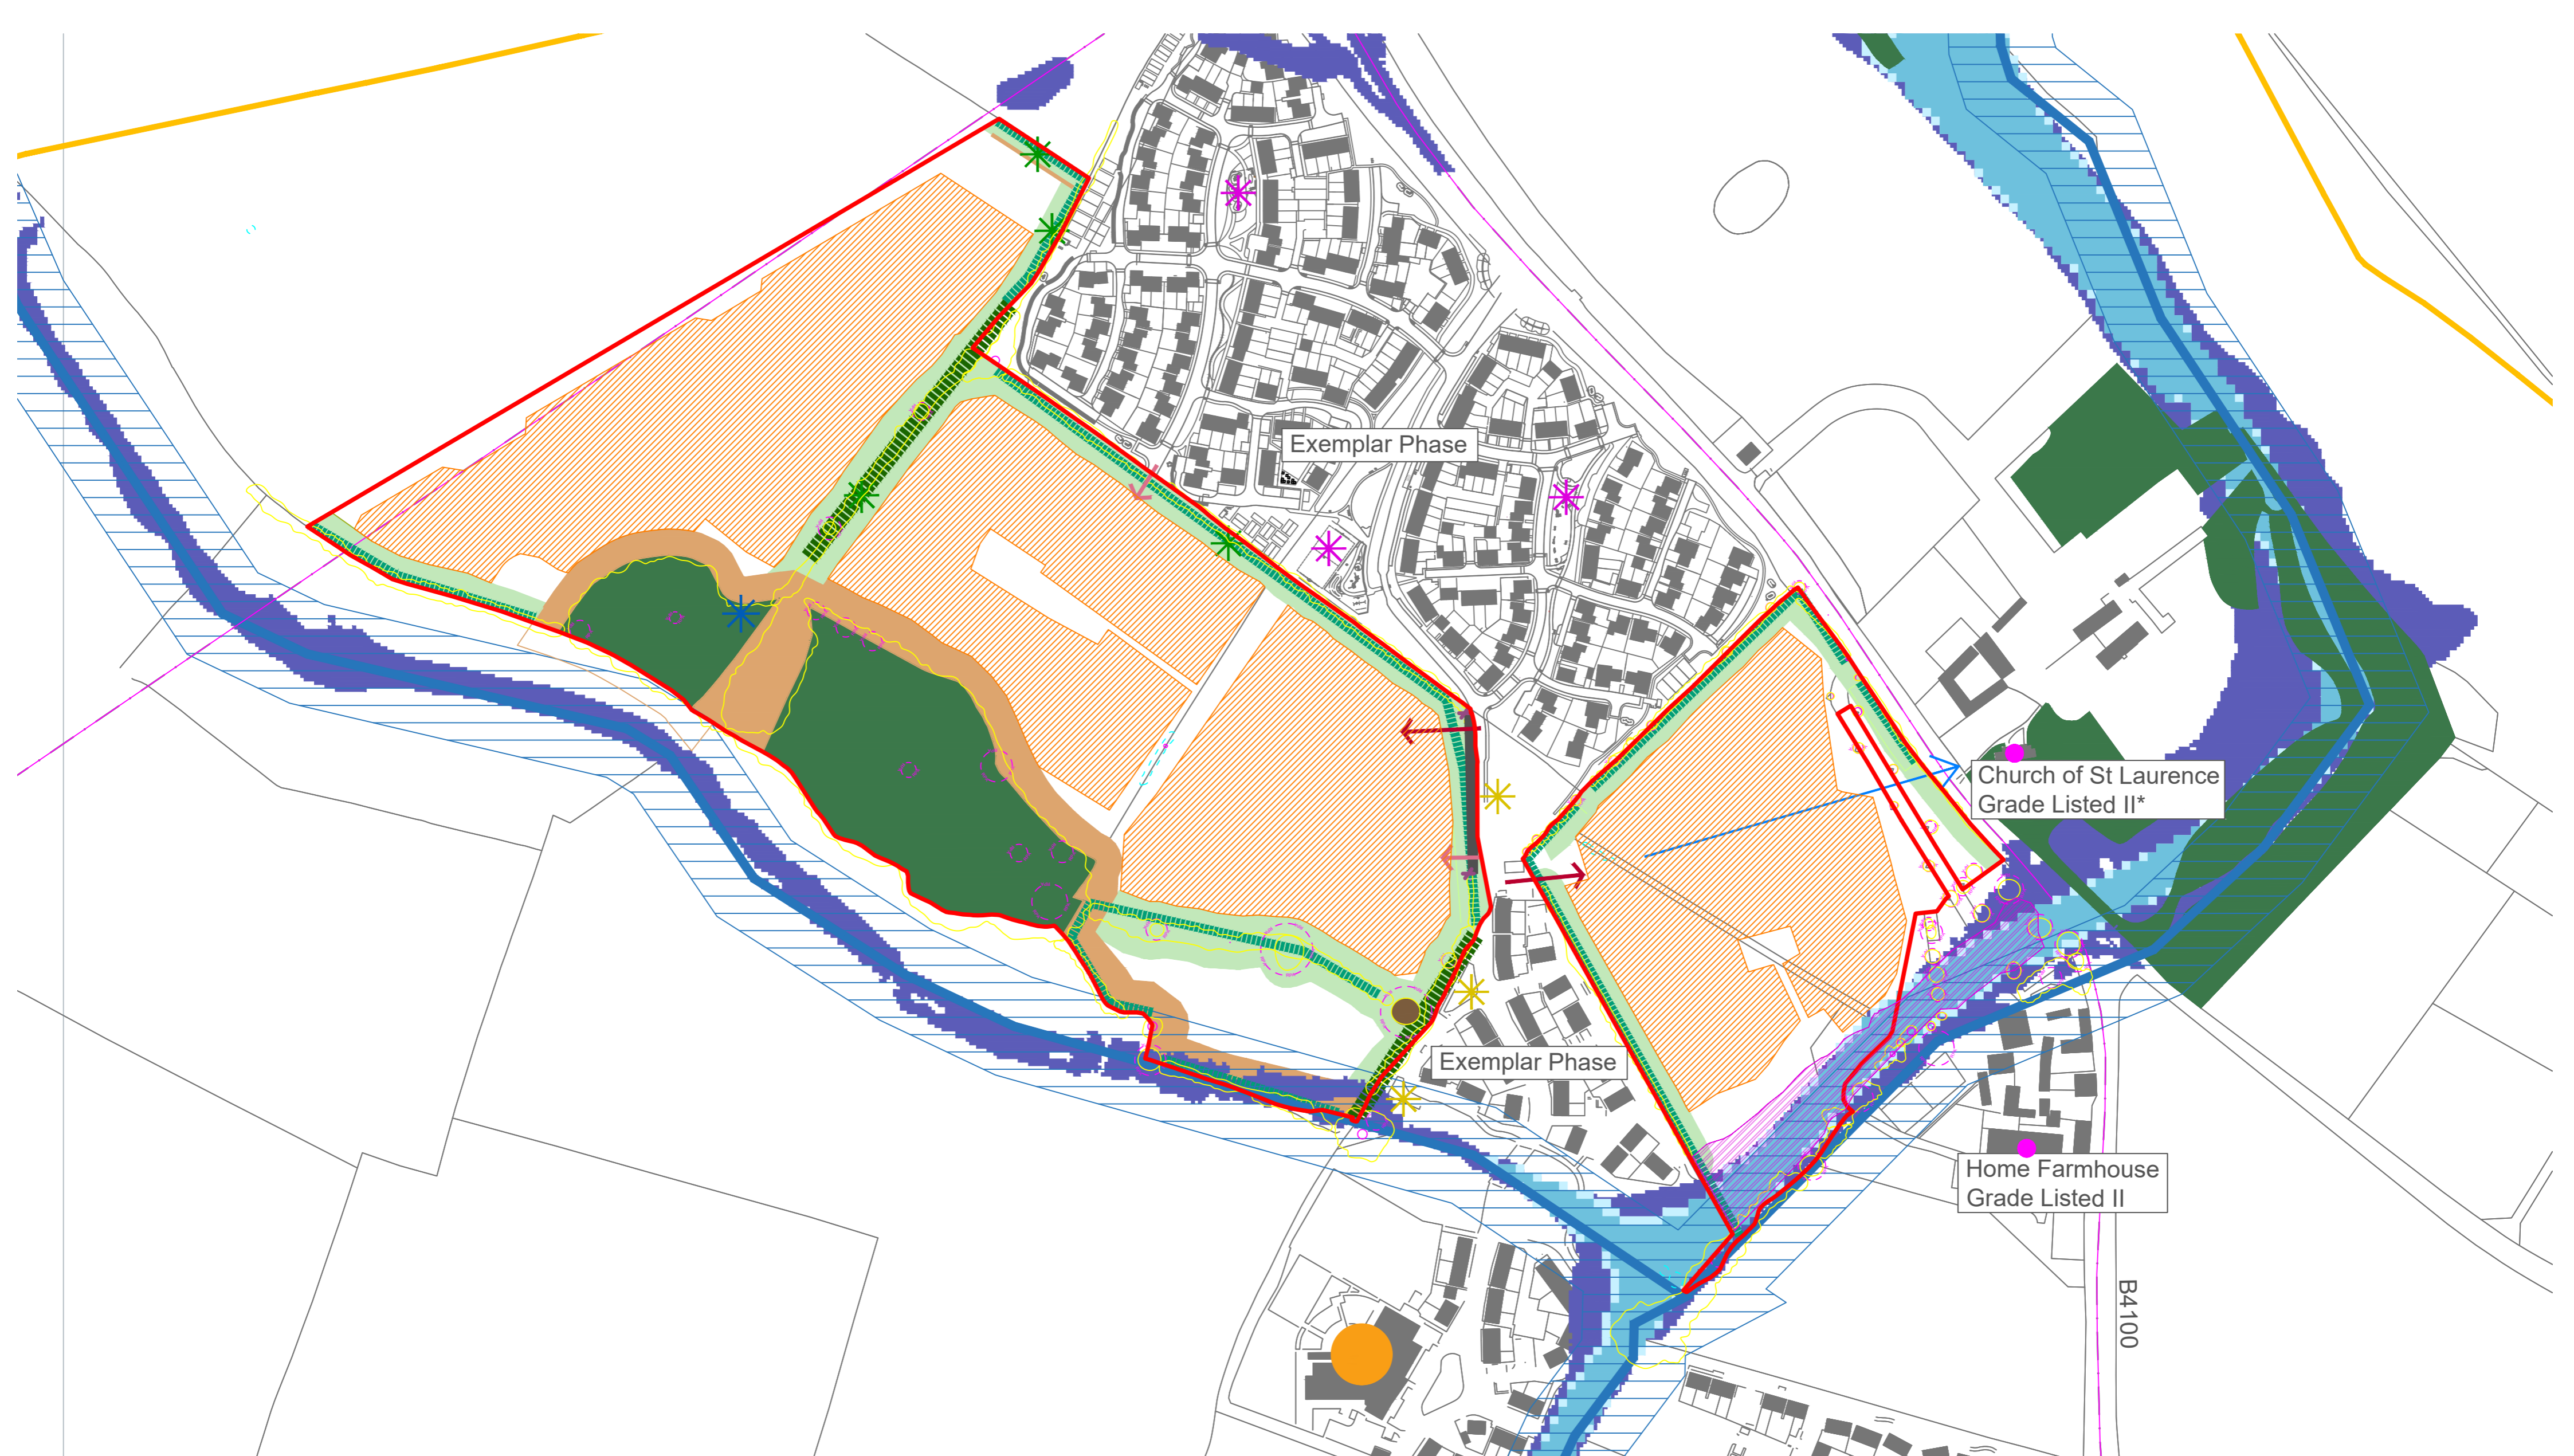 Exemplar Phase
Church of St Laurence
Grade Listed II*
Exemplar Phase
Home Farmhouse
Grade Listed II
B4100